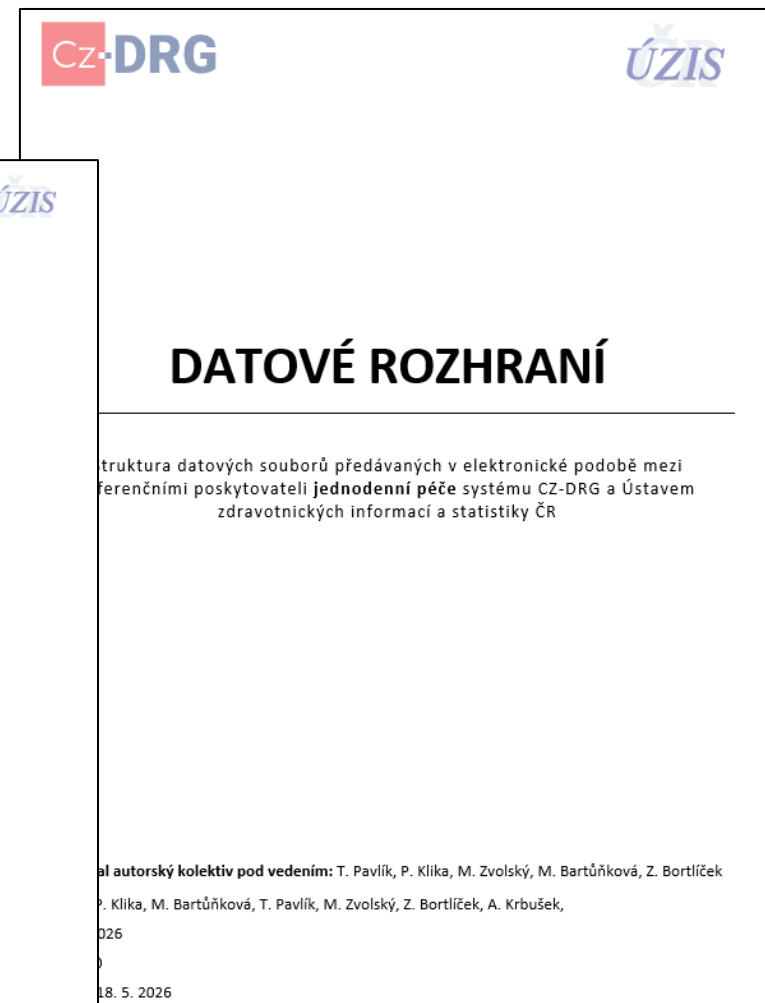 Cz-DRG
ÚZIS
ÚZIS
DATOVÉ ROZHRANÍ
truktura datových souborů předávaných v elektronické podobě mezi
ferenčními poskytovateli jednodenní péče systému CZ-DRG a Ústavem
zdravotnických informací a statistiky ČR
al autorský kolektiv pod vedením: T. Pavlík, P. Klika, M. Zvolský, M. Bartůňková, Z. Bortlíček
P. Klika, M. Bartůňková, T. Pavlík, M. Zvolský, Z. Bortlíček, A. Krbušek,
026
18. 5. 2026